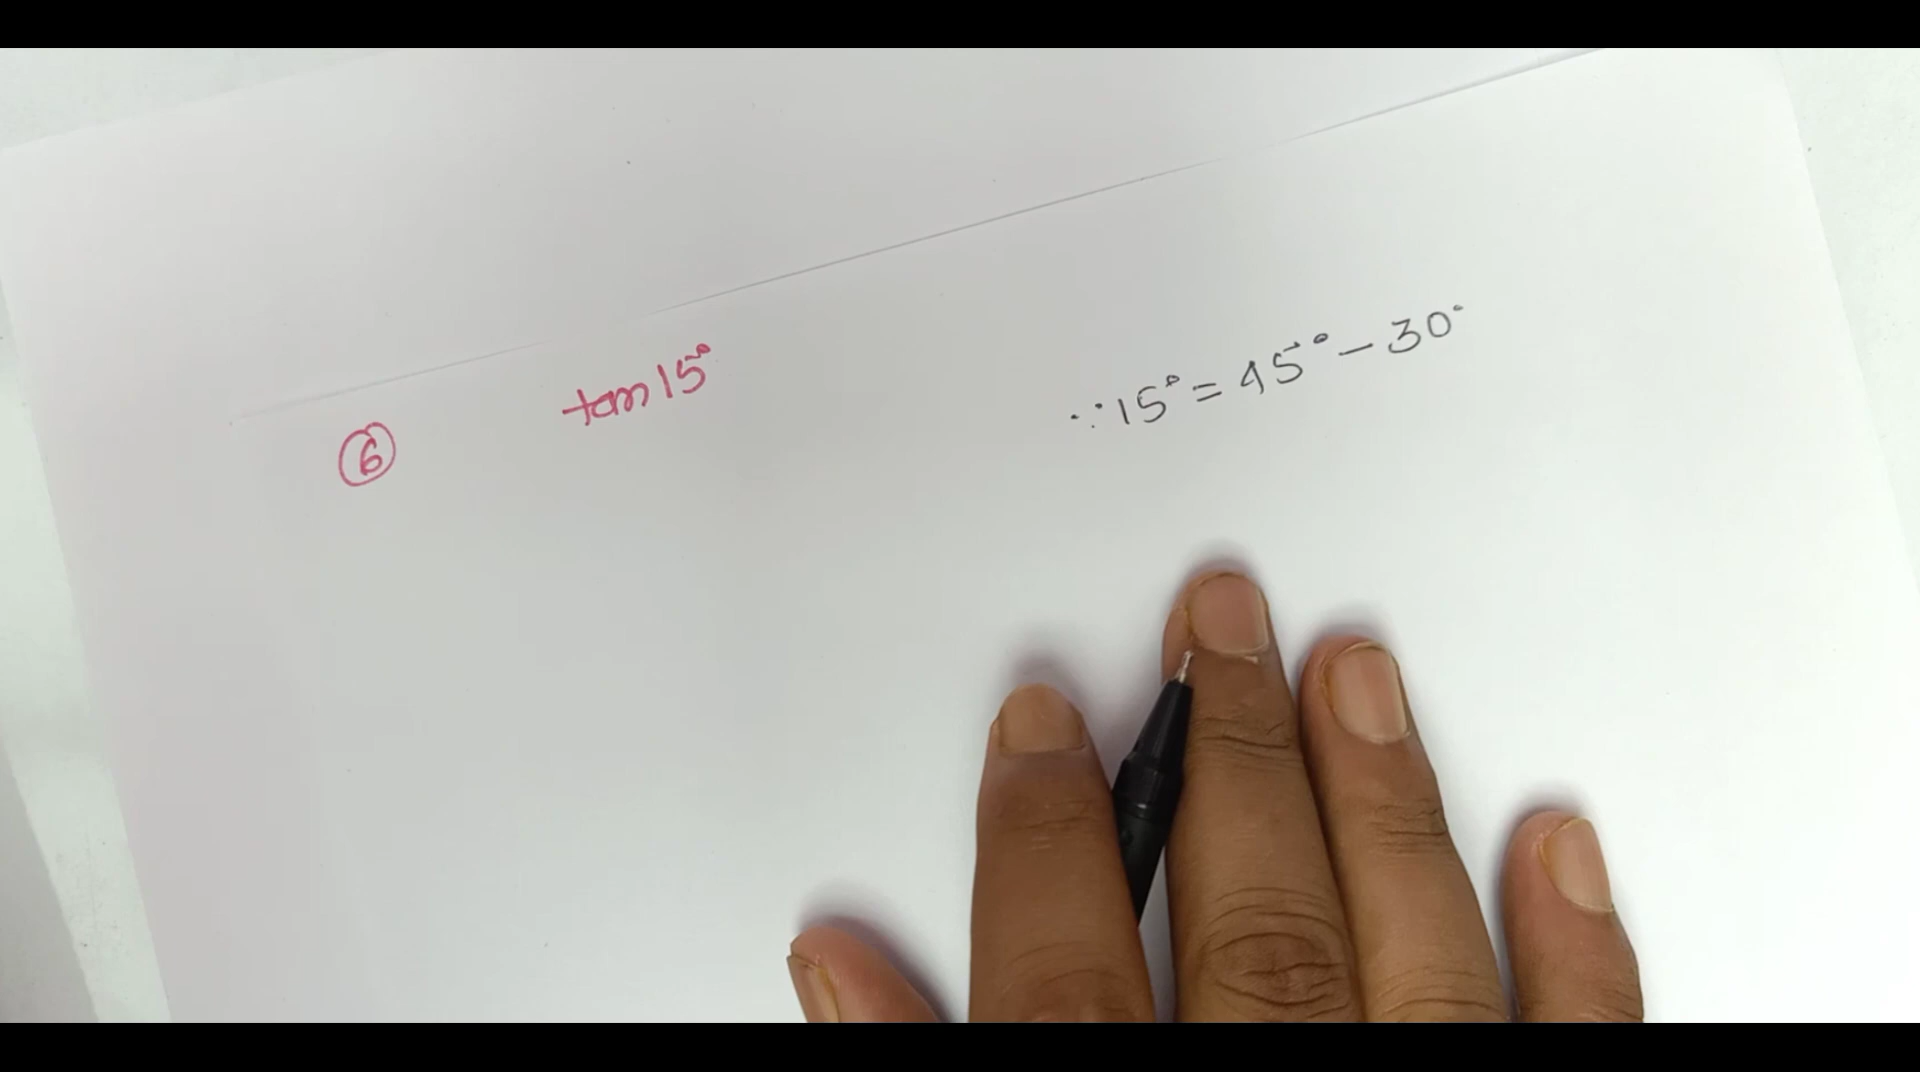 ⑥ tan 15°
∵ 15° = 45° – 30°